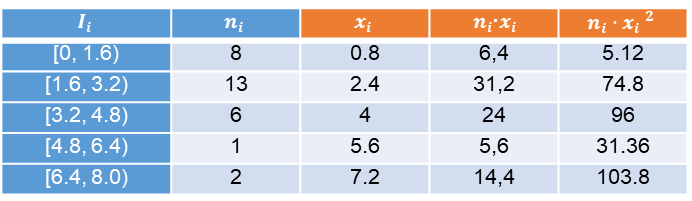 I_i n_i x_i n_i·x_i n_i · x_i ²
[0, 1.6) 8 0.8 6,4 5.12
[1.6, 3.2) 13 2.4 31,2 74.8
[3.2, 4.8) 6 4 24 96
[4.8, 6.4) 1 5.6 5,6 31.36
[6.4, 8.0) 2 7.2 14,4 103.8